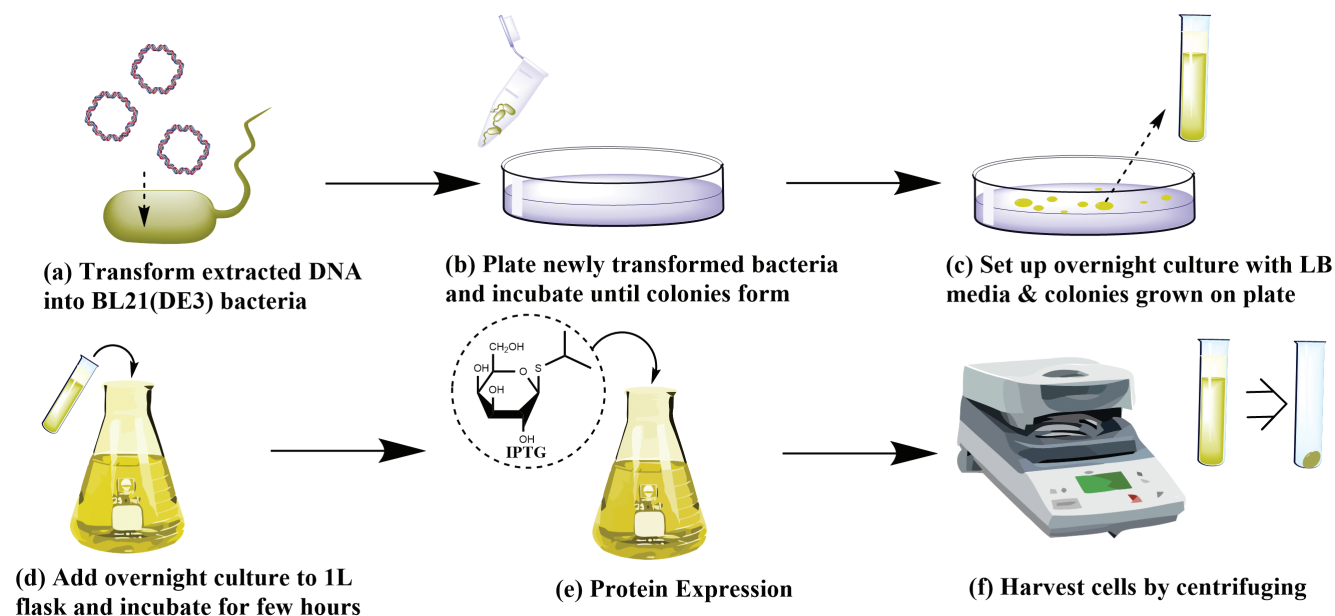 (a) Transform extracted DNA
into BL21(DE3) bacteria
(b) Plate newly transformed bacteria
and incubate until colonies form
(c) Set up overnight culture with LB
media & colonies grown on plate
CH₂OH
OH
O
S
OH
OH
IPTG
(d) Add overnight culture to 1L
flask and incubate for few hours
(e) Protein Expression
(f) Harvest cells by centrifuging